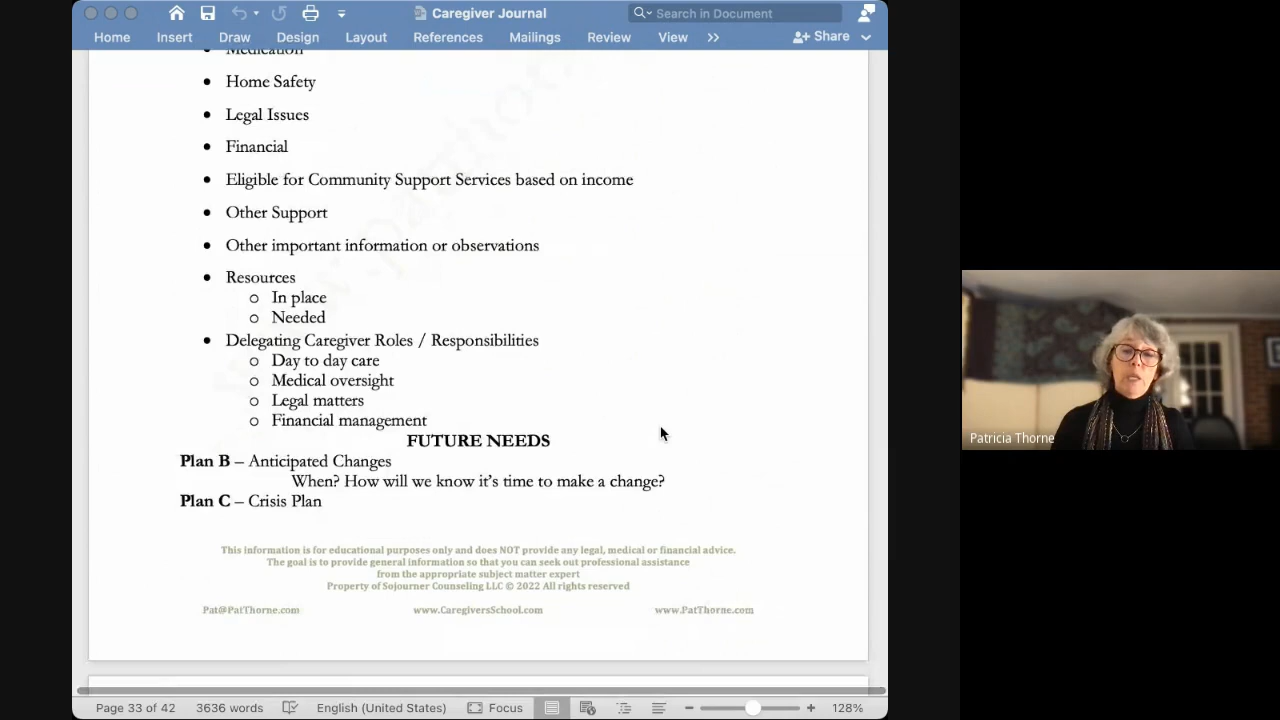 Caregiver Journal
Search in Document
Home Insert Draw Design Layout References Mailings Review View >> Share
Medication
Home Safety
Legal Issues
Financial
Eligible for Community Support Services based on income
Other Support
Other important information or observations
Resources
In place
Needed
Delegating Caregiver Roles / Responsibilities
Day to day care
Medical oversight
Legal matters
Financial management
FUTURE NEEDS
Plan B – Anticipated Changes
When? How will we know it's time to make a change?
Plan C – Crisis Plan
This information is for educational purposes only and does NOT provide any legal, medical or financial advice.
The goal is to provide general information so that you can seek out professional assistance
from the appropriate subject matter expert
Property of Sojourner Counseling LLC © 2022 All rights reserved
Pat@PatThorne.com www.CaregiversSchool.com www.PatThorne.com
Page 33 of 42 3636 words English (United States) Focus 128%
Patricia Thorne